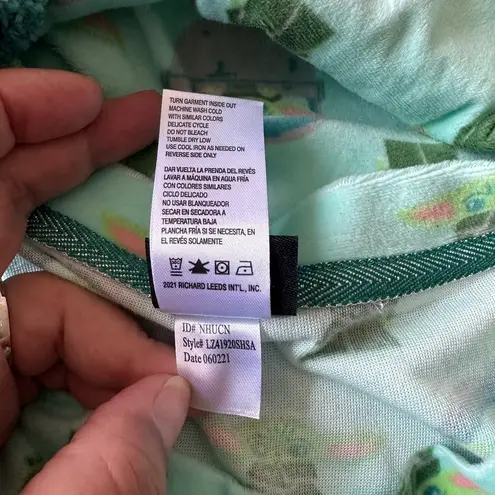 TURN GARMENT INSIDE OUT
MACHINE WASH COLD
WITH SIMILAR COLORS
DELICATE CYCLE
DO NOT BLEACH
TUMBLE DRY LOW
USE COOL IRON AS NEEDED ON
REVERSE SIDE ONLY
DAR VUELTA LA PRENDA DEL REVÉS
LAVAR A MÁQUINA EN AGUA FRÍA
CON COLORES SIMILARES
CICLO DELICADO
NO USAR BLANQUEADOR
SECAR EN SECADORA A
TEMPERATURA BAJA
PLANCHA FRÍA SI SE NECESITA, EN
EL REVÉS SOLAMENTE
2021 RICHARD LEEDS INT'L., INC.
ID# NHUCN
Style# LZ41920SHSA
Date 060221